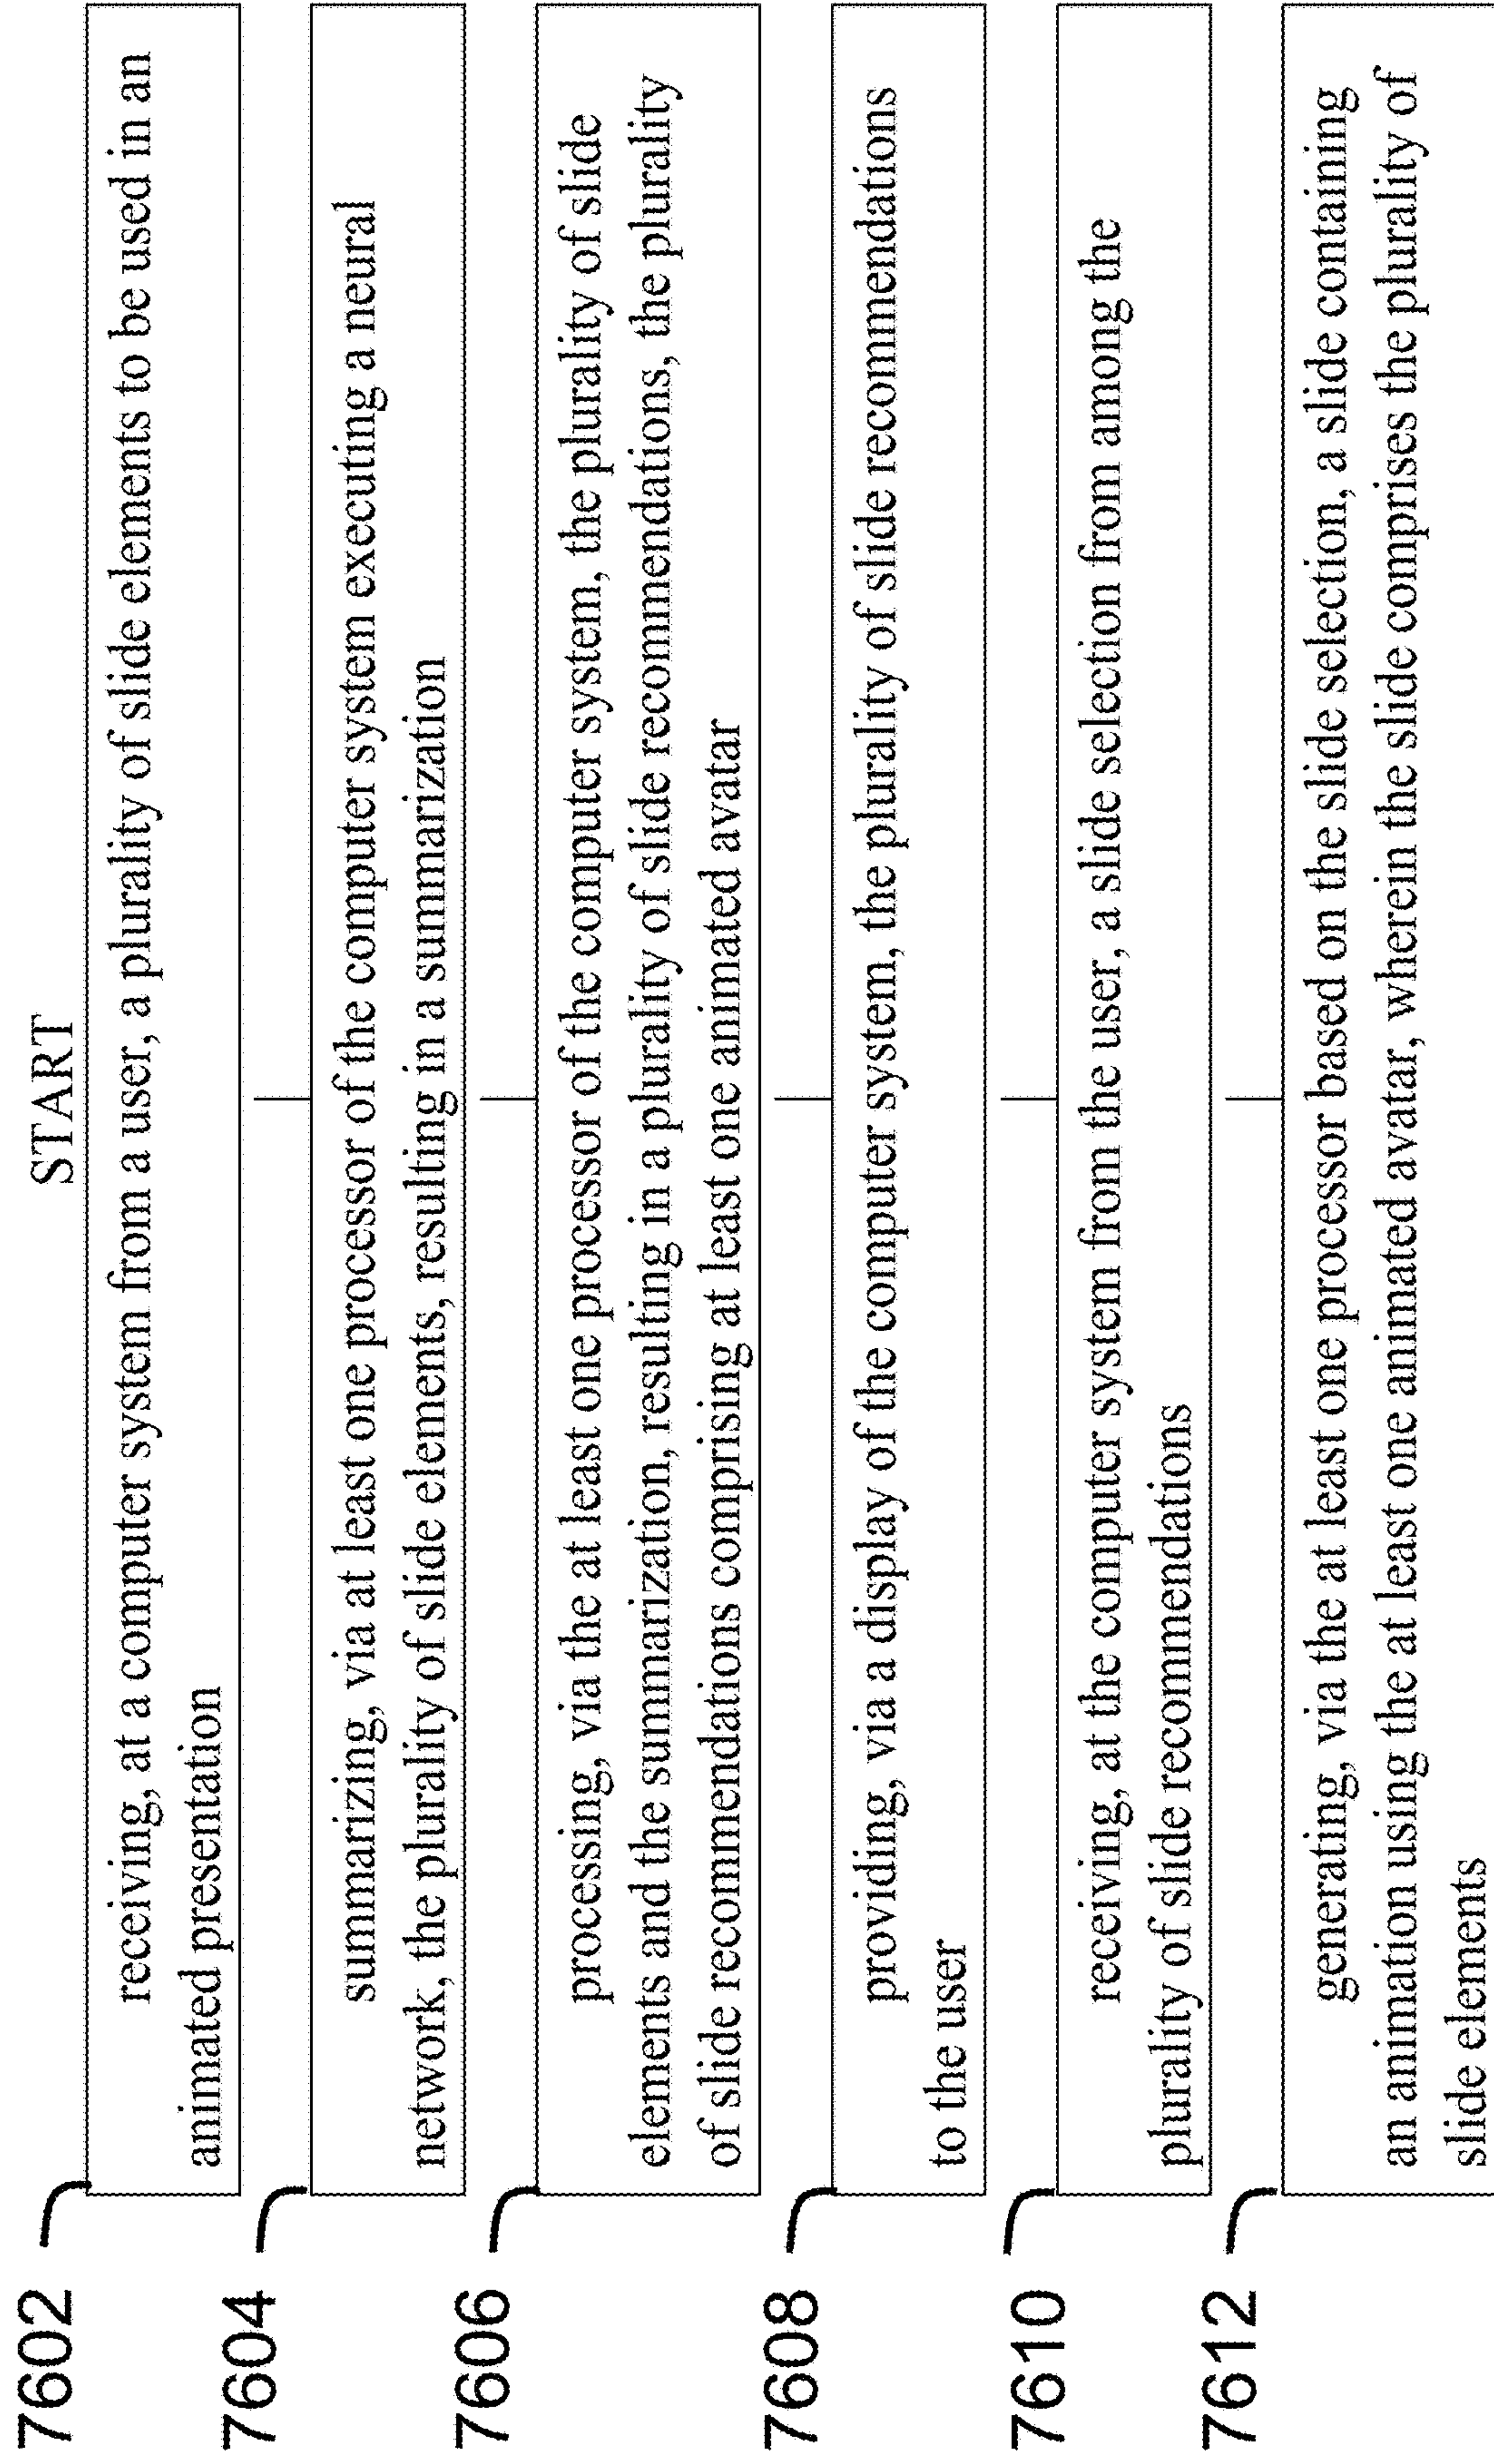 START
7602
receiving, at a computer system from a user, a plurality of slide elements to be used in an
animated presentation
7604
summarizing, via at least one processor of the computer system executing a neural
network, the plurality of slide elements, resulting in a summarization
7606
processing, via the at least one processor of the computer system, the plurality of slide
elements and the summarization, resulting in a plurality of slide recommendations, the plurality
of slide recommendations comprising at least one animated avatar
7608
providing, via a display of the computer system, the plurality of slide recommendations
to the user
7610
receiving, at the computer system from the user, a slide selection from among the
plurality of slide recommendations
7612
generating, via the at least one processor based on the slide selection, a slide containing
an animation using the at least one animated avatar, wherein the slide comprises the plurality of
slide elements